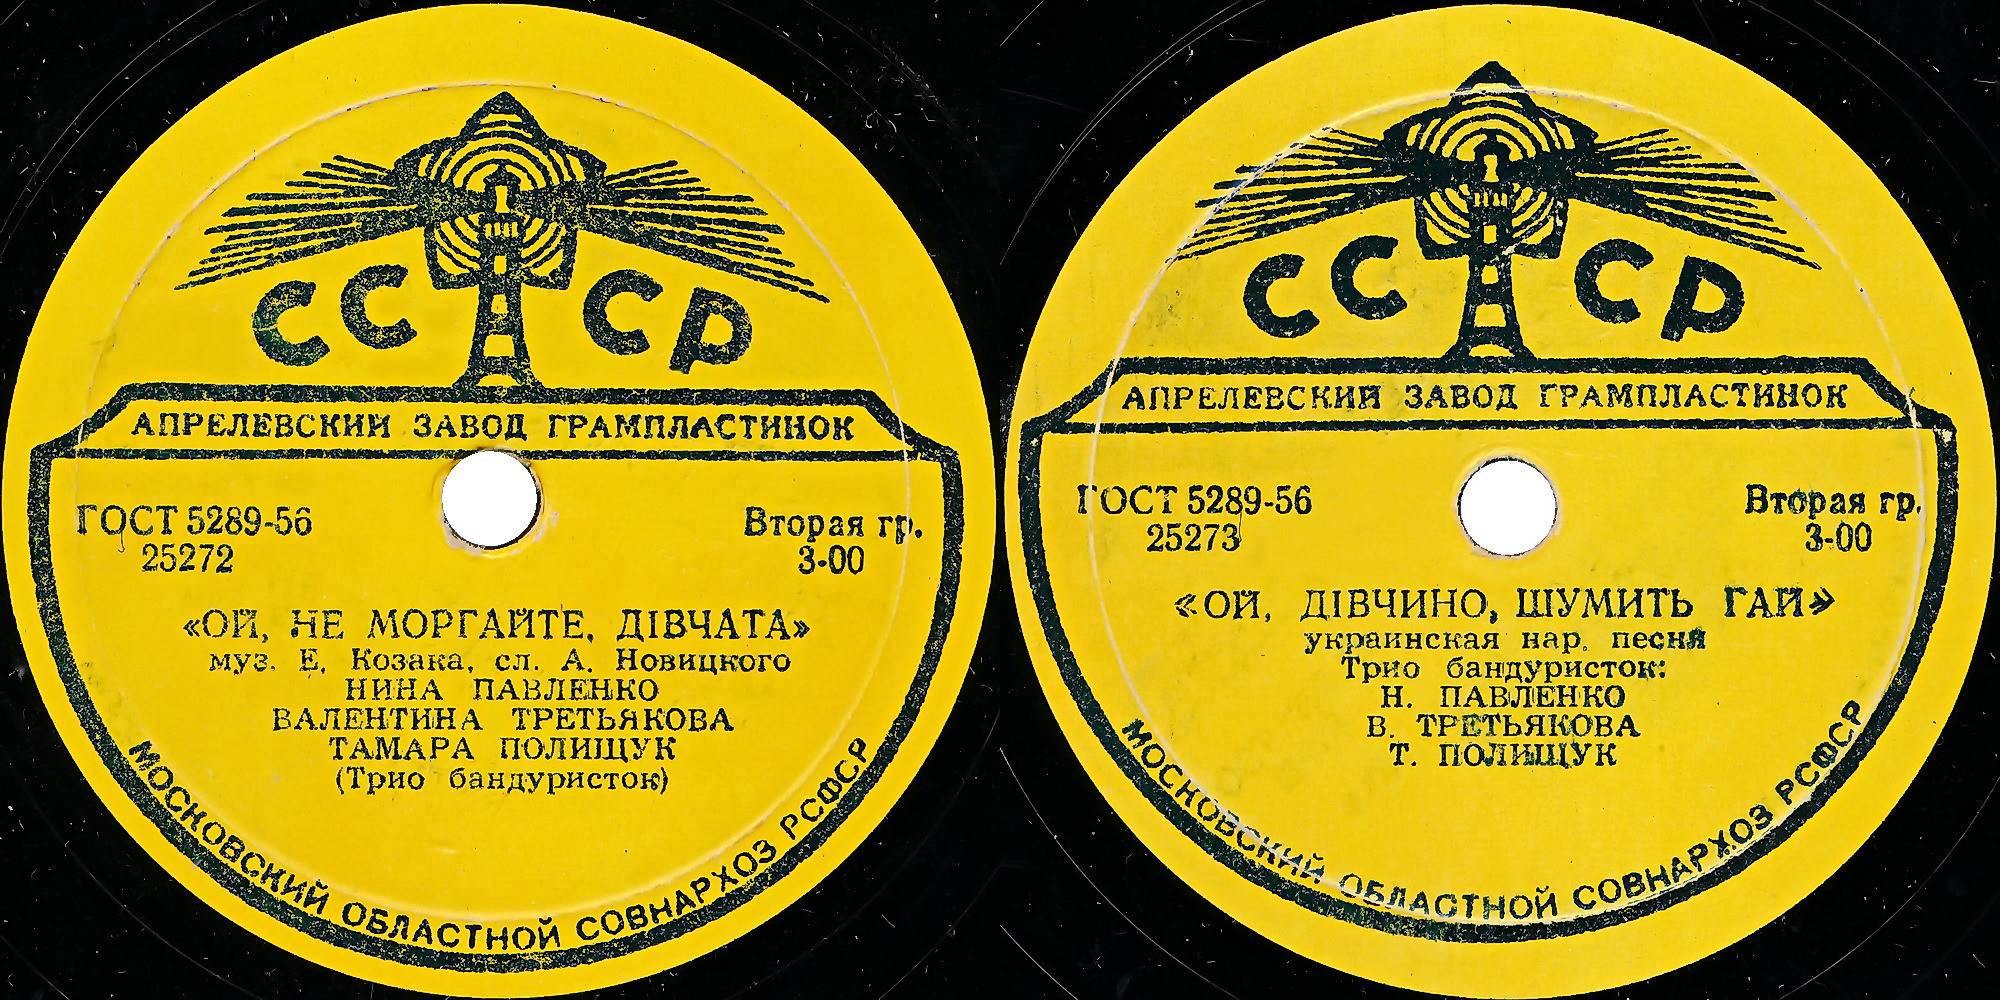 СССР
АПРЕЛЕВСКИЙ ЗАВОД ГРАМПЛАСТИНОК
ГОСТ 5289-56
25272
Вторая гр.
3-00
«ОЙ, НЕ МОРГАЙТЕ, ДІВЧАТА»
муз. Е. Козака, сл. А. Новицкого
НИНА ПАВЛЕНКО
ВАЛЕНТИНА ТРЕТЬЯКОВА
ТАМАРА ПОЛИЩУК
(Трио бандуристок)
МОСКОВСКИЙ ОБЛАСТНОЙ СОВНАРХОЗ РСФСР
СССР
АПРЕЛЕВСКИЙ ЗАВОД ГРАМПЛАСТИНОК
ГОСТ 5289-56
25273
Вторая гр.
3-00
«ОЙ, ДІВЧИНО, ШУМИТЬ ГАЙ»
украинская нар. песня
Трио бандуристок:
Н. ПАВЛЕНКО
В. ТРЕТЬЯКОВА
Т. ПОЛИЩУК
МОСКОВСКИЙ ОБЛАСТНОЙ СОВНАРХОЗ РСФСР